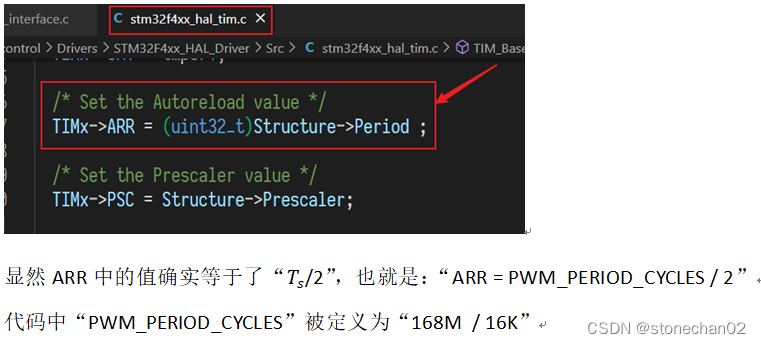 _interface.c
stm32f4xx_hal_tim.c ×
control > Drivers > STM32F4xx_HAL_Driver > Src > C stm32f4xx_hal_tim.c > TIM_Base
/* Set the Autoreload value */
TIMx->ARR = (uint32_t)Structure->Period ;
/* Set the Prescaler value */
TIMx->PSC = Structure->Prescaler;
显然 ARR 中的值确实等于了“Ts/2”，也就是：“ARR = PWM_PERIOD_CYCLES / 2”
代码中“PWM_PERIOD_CYCLES”被定义为“168M / 16K”
CSDN @stonechan02